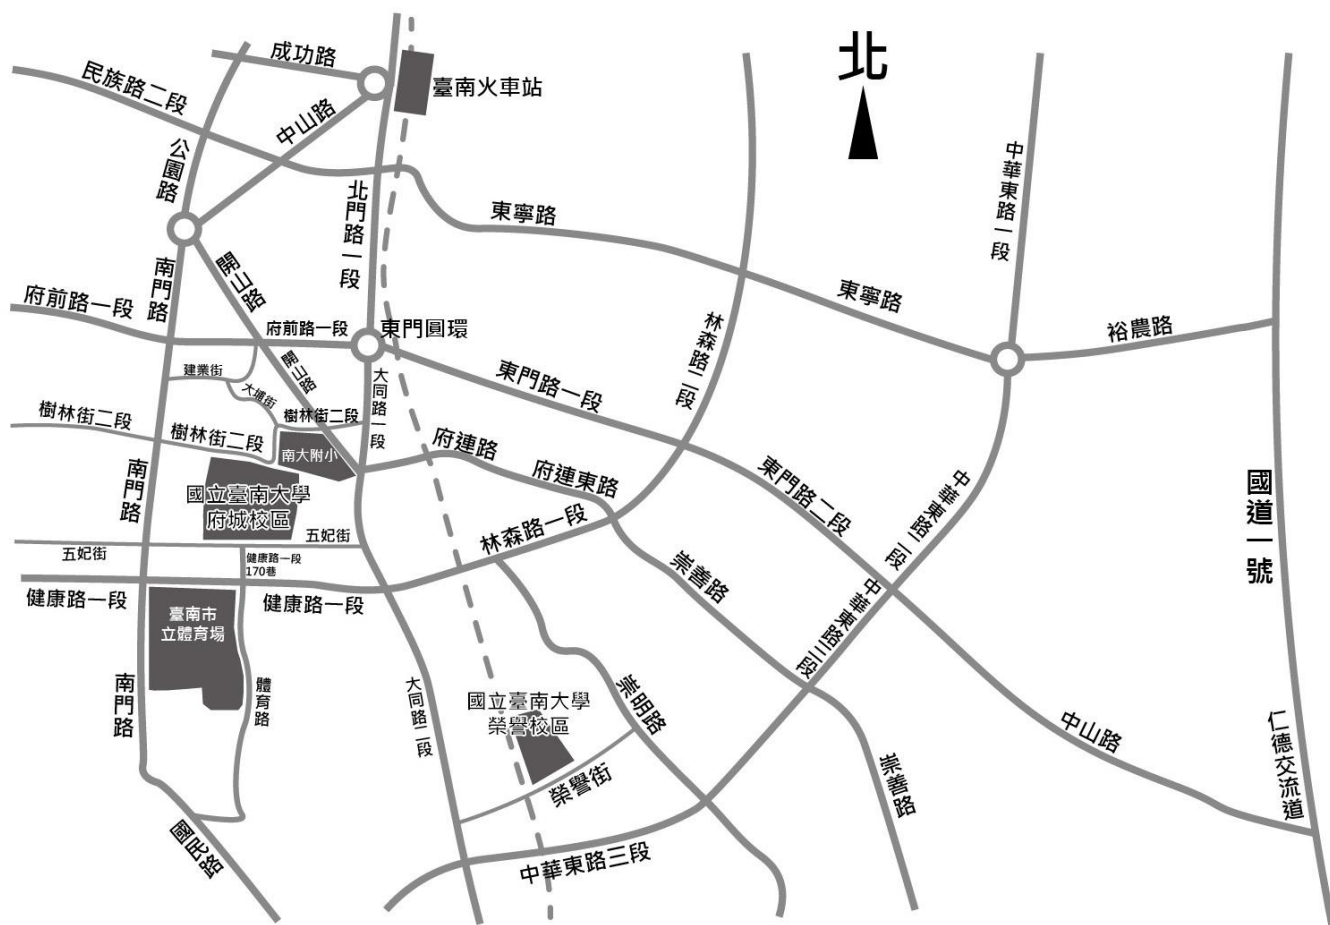 北
成功路
臺南火車站
民族路二段
中山路
公園路
中華東路一段
北門路一段
東寧路
開山路
南門路
東寧路
府前路一段
府前路一段
東門圓環
林森路二段
裕農路
建業街
開山路
大同路一段
東門路一段
大埔街
樹林街二段
樹林街二段
樹林街二段
府連路
南大附小
府連東路
東門路二段
中華東路二段
南門路
國立臺南大學
府城校區
國道一號
五妃街
五妃街
林森路一段
健康路一段
170巷
崇善路
健康路一段
健康路一段
中華東路三段
臺南市
立體育場
南門路
體育路
大同路二段
國立臺南大學
榮譽校區
崇明路
中山路
仁德交流道
榮譽街
崇善路
國民路
中華東路三段